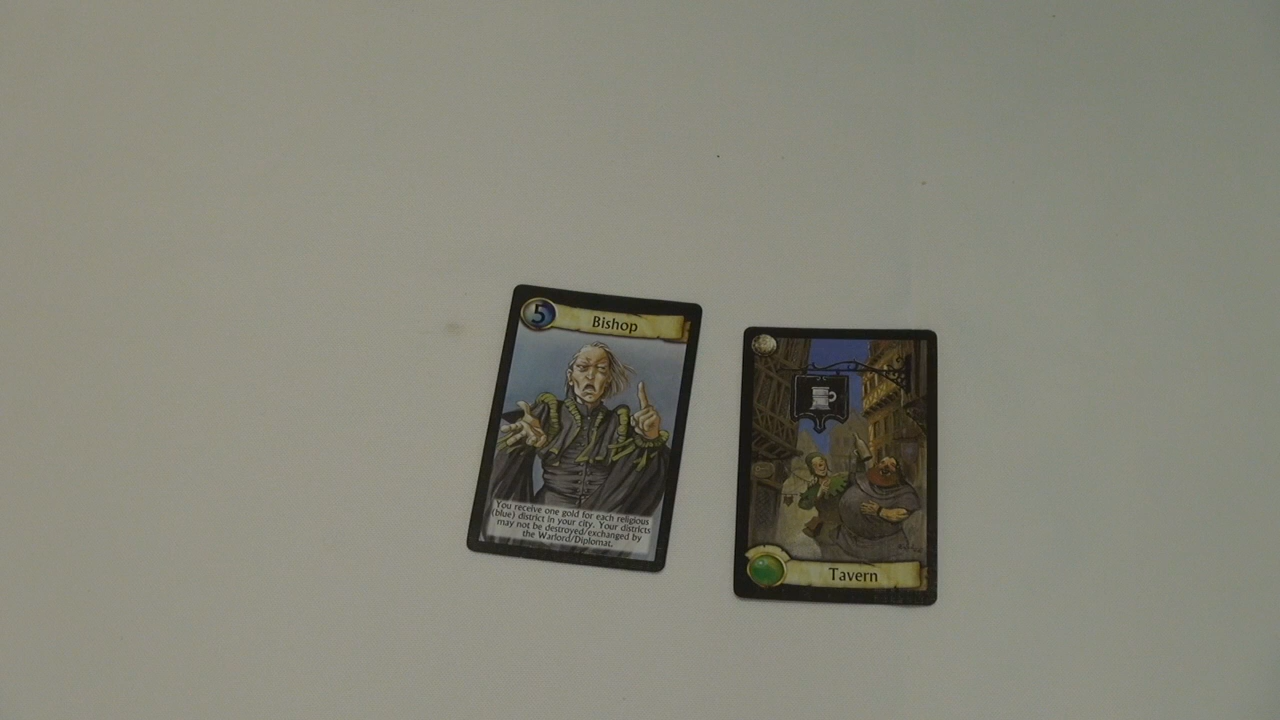 5
Bishop
You receive one gold for each religious
(blue) district in your city. Your districts
may not be destroyed/exchanged by
the Warlord/Diplomat.
Tavern